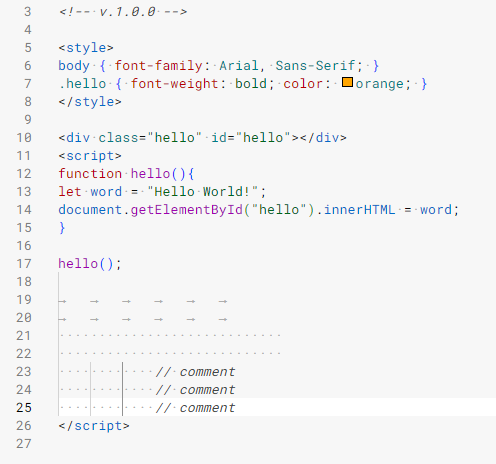 3 <!-- v.1.0.0 -->
4
5 <style>
6 body { font-family: Arial, Sans-Serif; }
7 .hello { font-weight: bold; color: orange; }
8 </style>
9
10 <div class="hello" id="hello"></div>
11 <script>
12 function hello(){
13 let word = "Hello World!";
14 document.getElementById("hello").innerHTML = word;
15 }
16
17 hello();
18
19 → → → → → →
20 → → → → → →
21 ····························
22 ····························
23 ············// comment
24 ············// comment
25 ············// comment
26 </script>
27